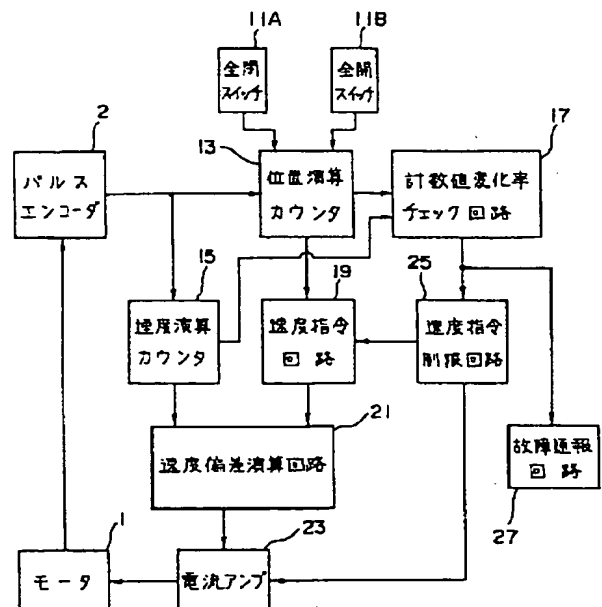 11A
11B
全閉
スイッチ
全開
スイッチ
2
13
17
パルス
エンコーダ
位置演算
カウンタ
計数値変化率
チェック回路
15
19
25
速度演算
カウンタ
速度指令
回路
速度指令
制限回路
21
速度偏差演算回路
故障通報
回路
27
1
23
モータ
電流アンプ